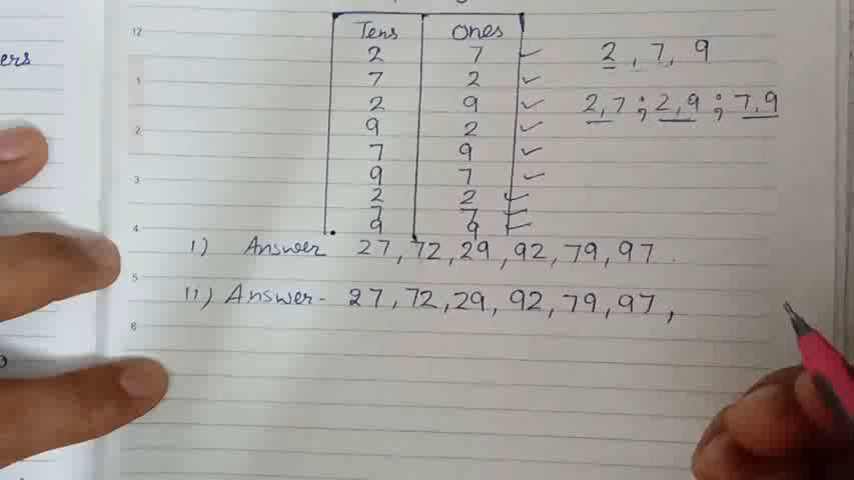 ers
Tens Ones
2 7 ✓ 2, 7, 9
7 2 ✓
2 9 ✓ 2,7 ; 2,9 ; 7,9
9 2 ✓
7 9 ✓
9 7 ✓
2 2 ✓
7 7 ✓
9 9 ✓
i) Answer 27, 72, 29, 92, 79, 97
ii) Answer- 27, 72, 29, 92, 79, 97,
12
1
2
3
4
5
6